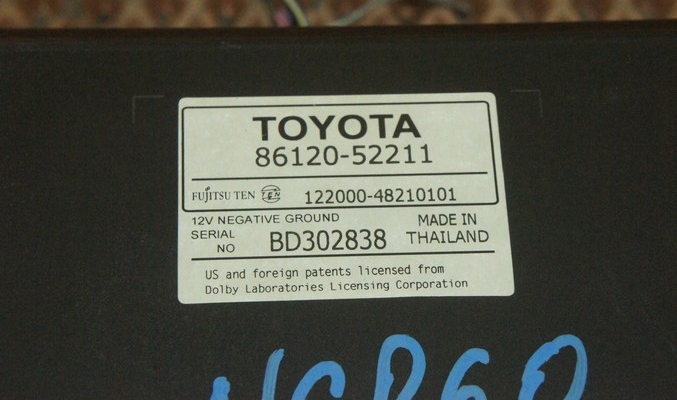 TOYOTA
86120-52211
FUJITSU TEN TEN 122000-48210101
12V NEGATIVE GROUND
SERIAL NO BD302838
MADE IN THAILAND
US and foreign patents licensed from
Dolby Laboratories Licensing Corporation
NCP60